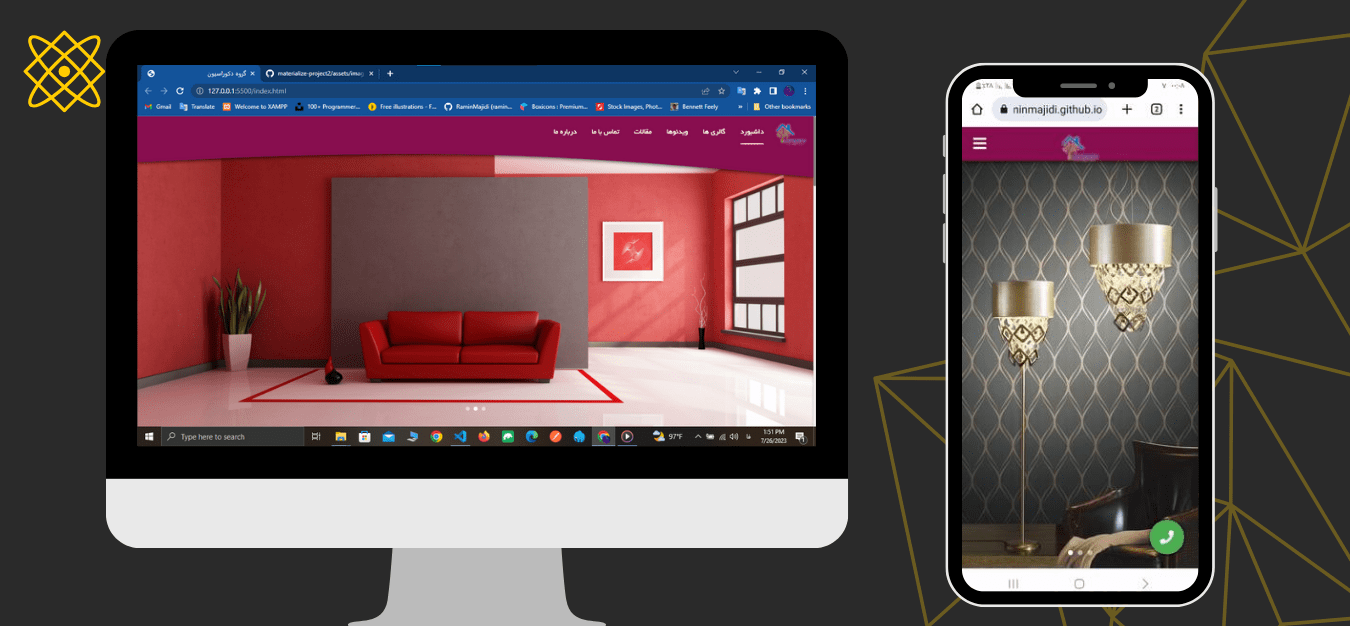 گروه دکوراسیون
materialize-project2/assets/imag
127.0.0.1:5500/index.html
Gmail
Translate
Welcome to XAMPP
100+ Programmer:...
Free illustrations - F...
RaminMajidi (ramin...
Boxicons : Premium...
Stock Images, Phot...
Bennett Feely
»
Other bookmarks
داشبورد
گالری ها
ویدئوها
مقالات
تماس با ما
درباره ما
Type here to search
97°F
1:51 PM
7/26/2023
ninmajidi.github.io
2